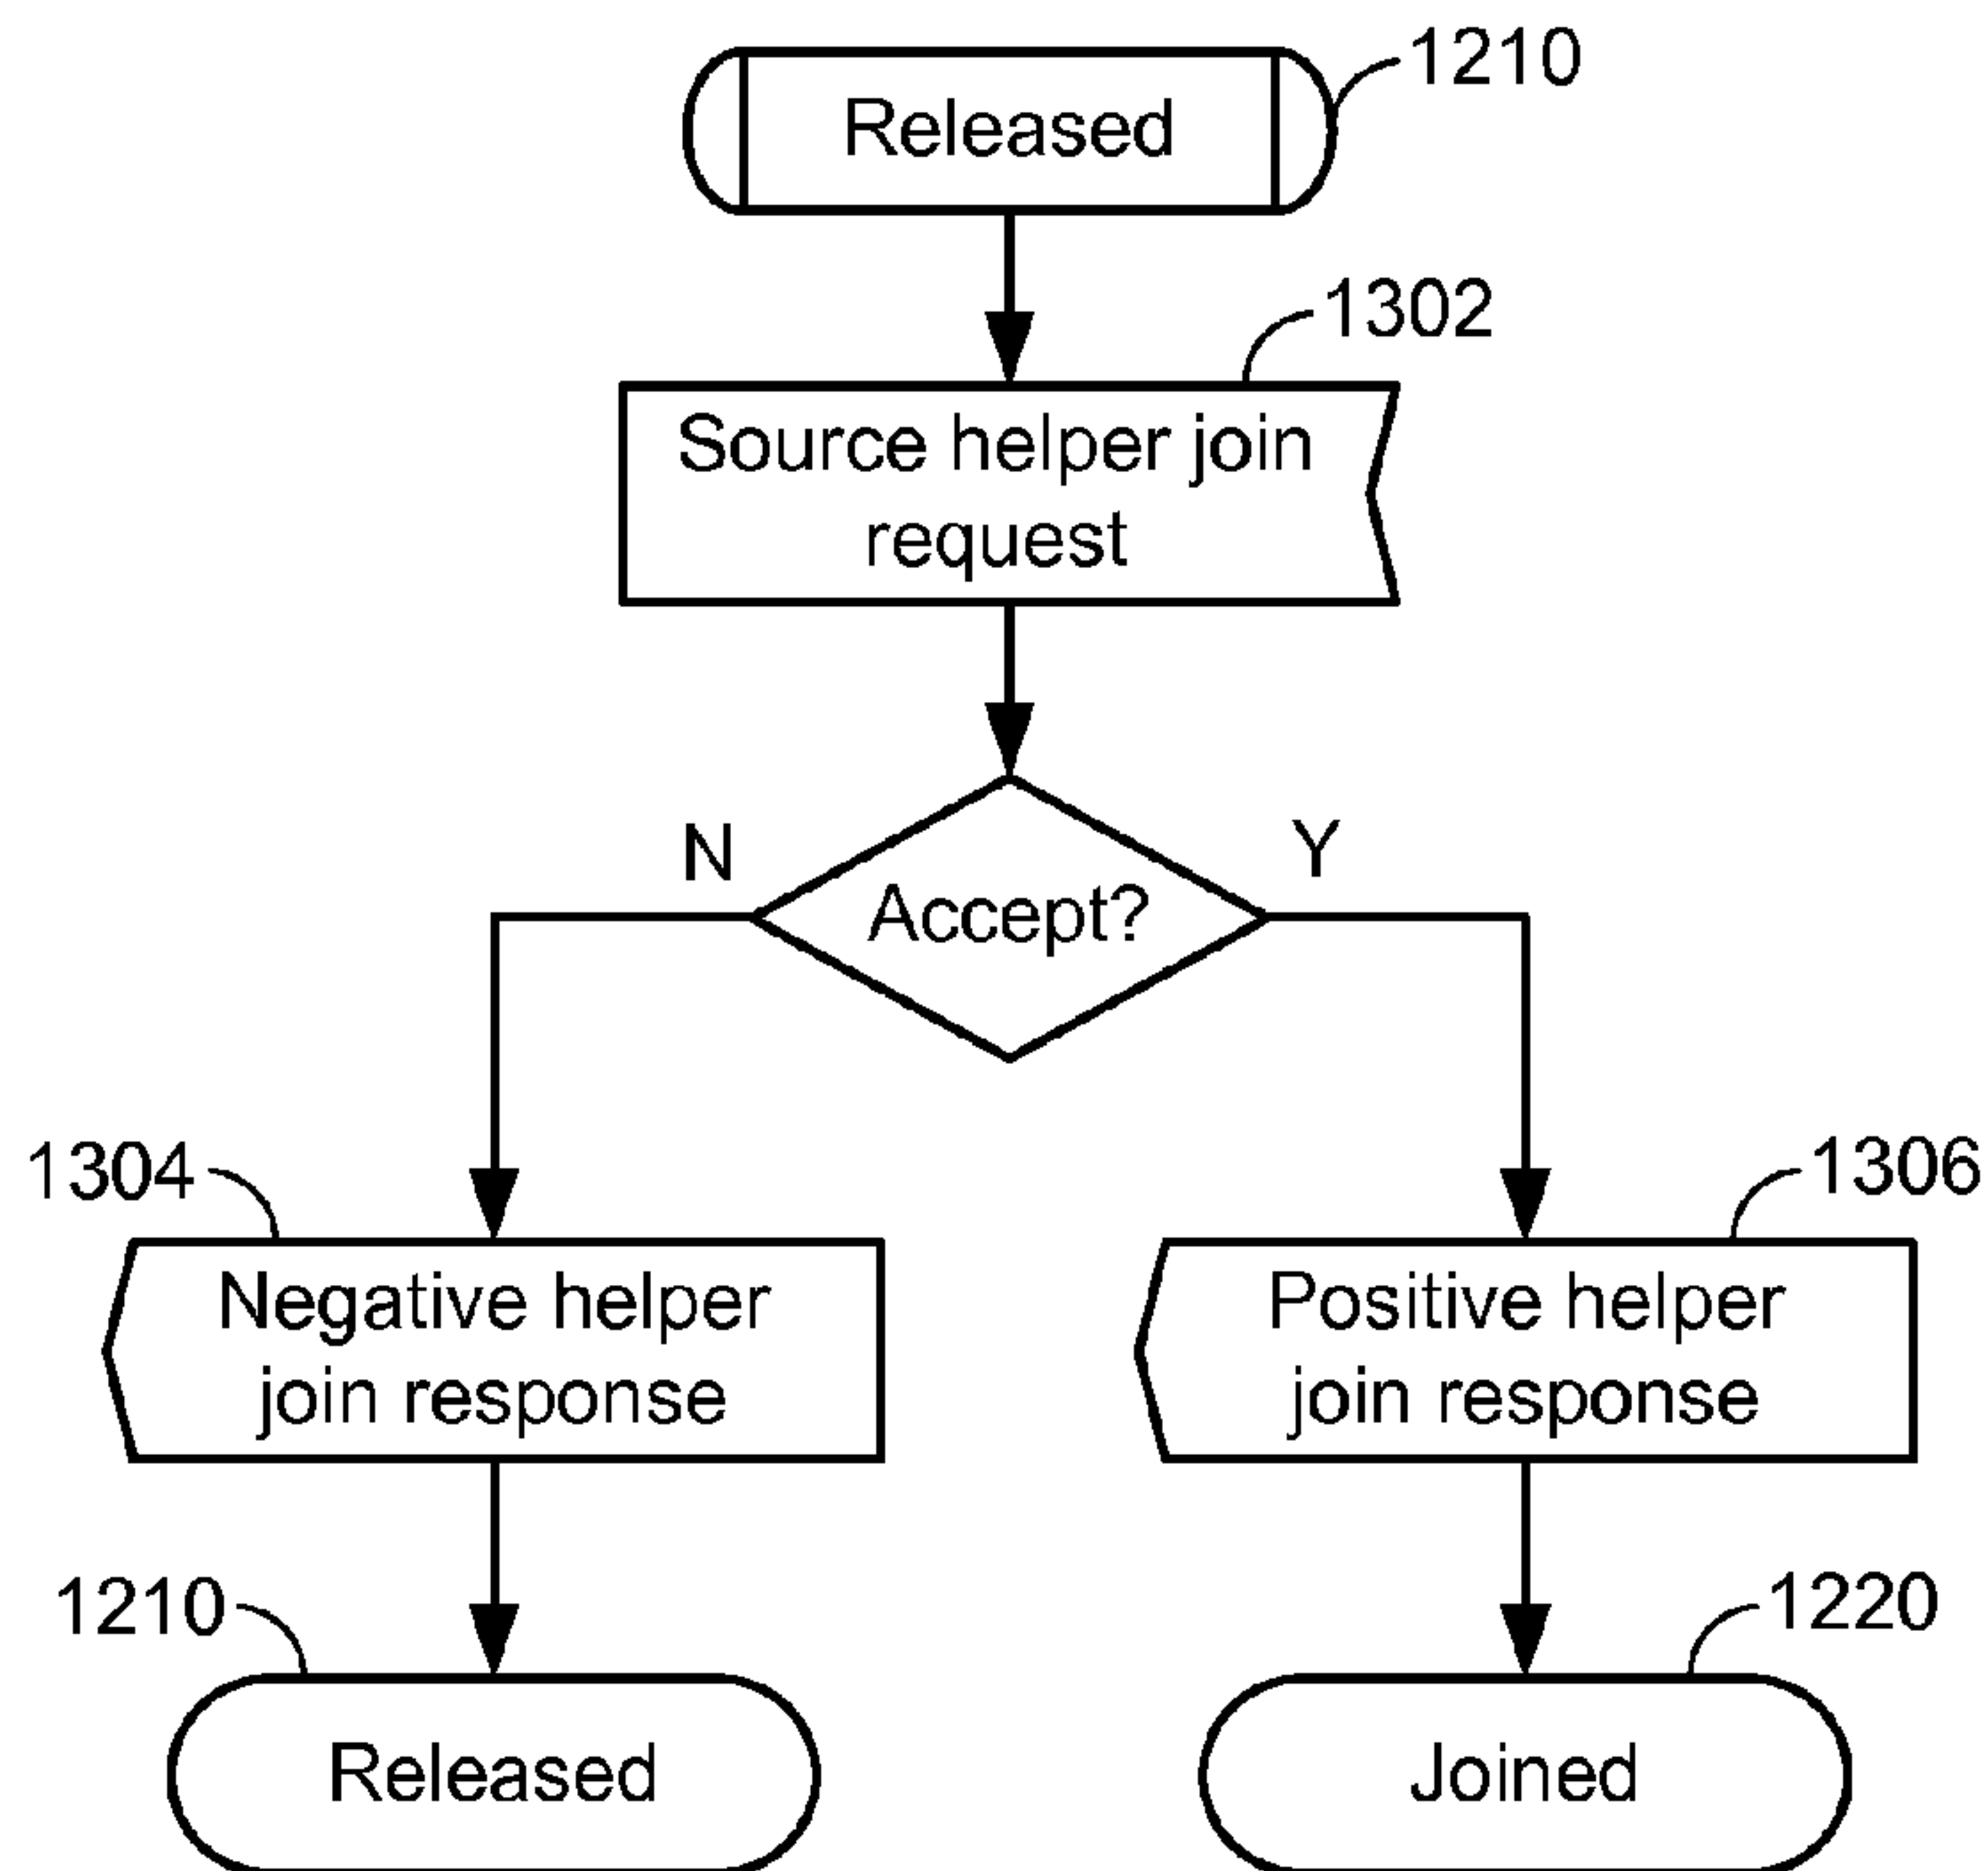 1210
Released
1302
Source helper join
request
N
Y
Accept?
1304
1306
Negative helper
join response
Positive helper
join response
1210
1220
Released
Joined